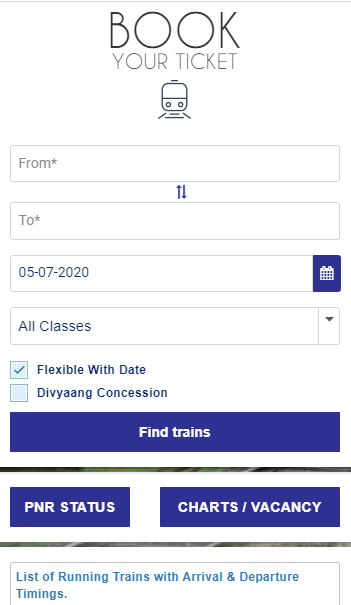 BOOK
YOUR TICKET
From*
To*
05-07-2020
All Classes
Flexible With Date
Divyaang Concession
Find trains
PNR STATUS
CHARTS / VACANCY
List of Running Trains with Arrival & Departure
Timings.